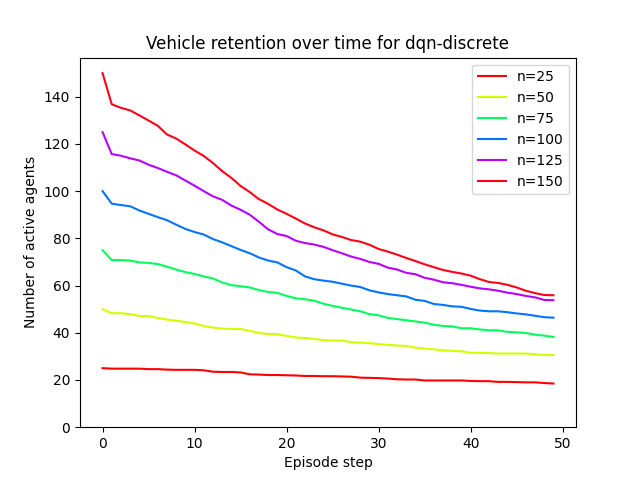 Vehicle retention over time for dqn-discrete
Number of active agents
140
120
100
80
60
40
20
0
n=25
n=50
n=75
n=100
n=125
n=150
0 10 20 30 40 50
Episode step